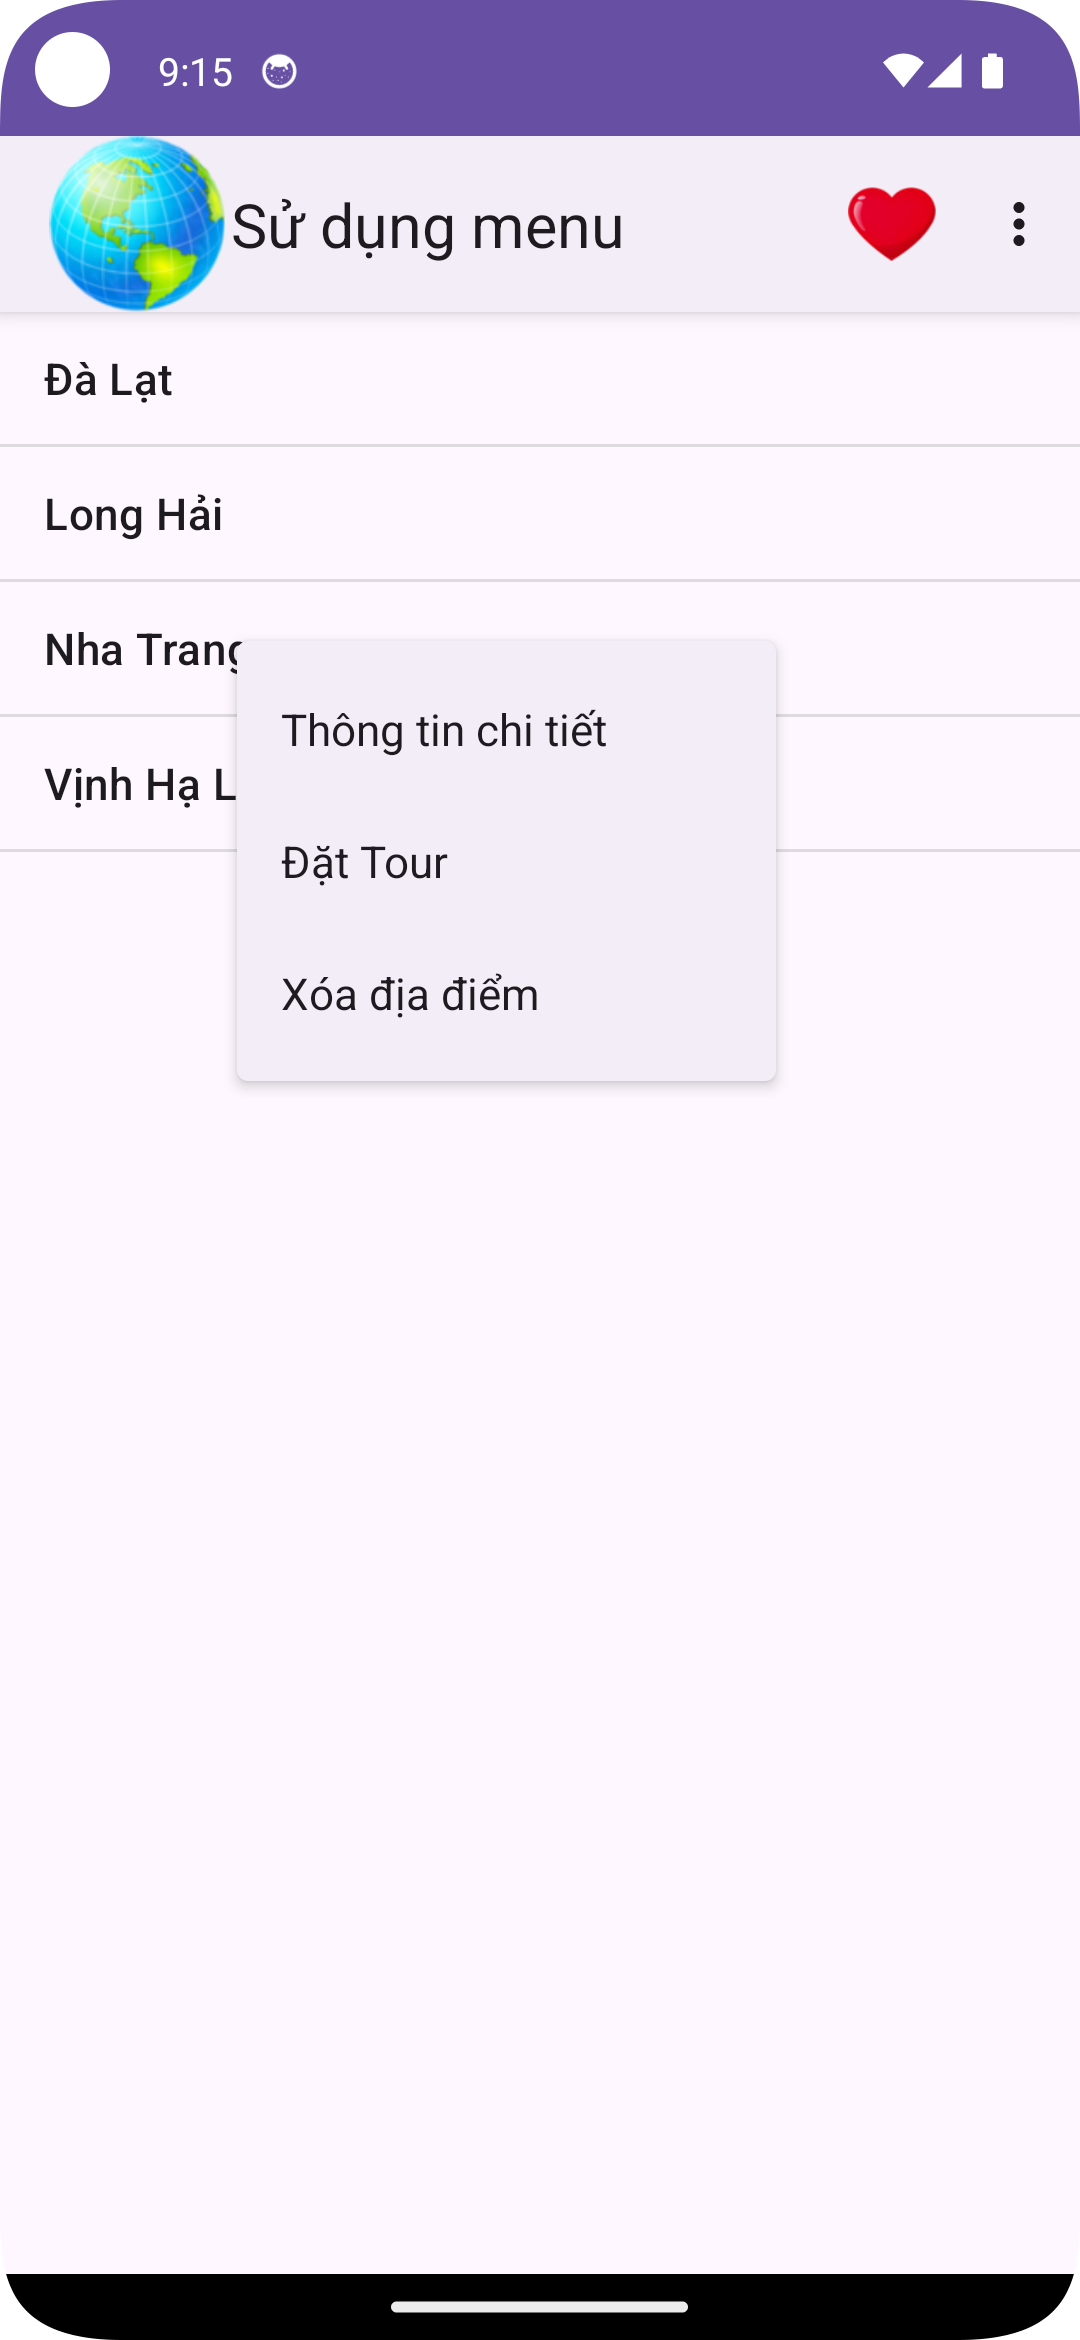 9:15
Sử dụng menu
Đà Lạt
Long Hải
Nha Trang
Vịnh Hạ L
Thông tin chi tiết
Đặt Tour
Xóa địa điểm